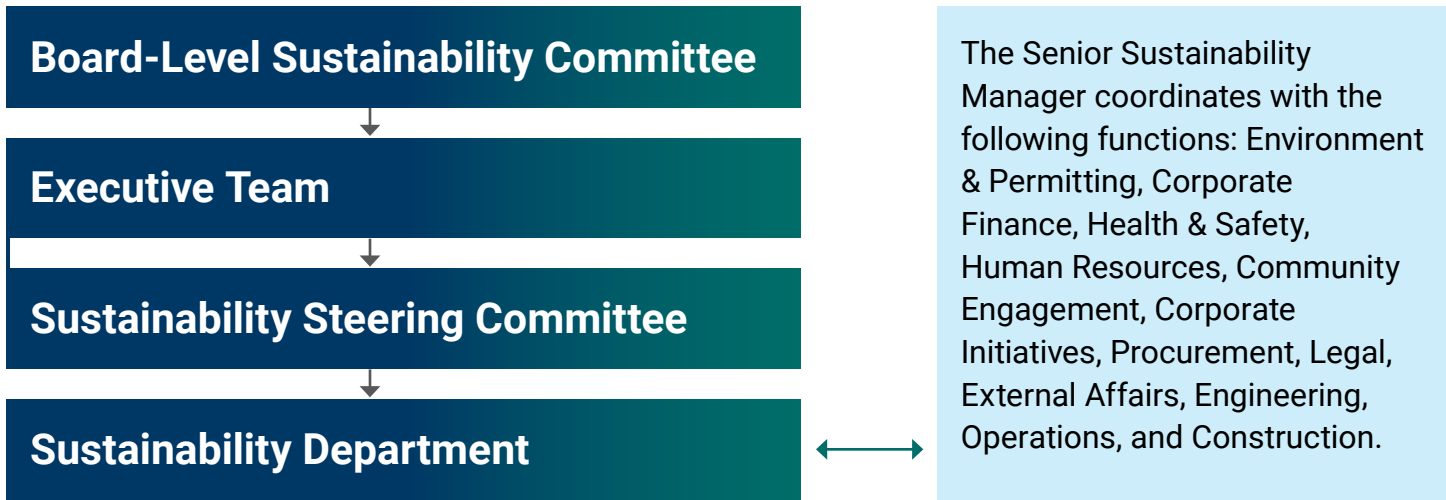 Board-Level Sustainability Committee
Executive Team
Sustainability Steering Committee
Sustainability Department
The Senior Sustainability
Manager coordinates with the
following functions: Environment
& Permitting, Corporate
Finance, Health & Safety,
Human Resources, Community
Engagement, Corporate
Initiatives, Procurement, Legal,
External Affairs, Engineering,
Operations, and Construction.